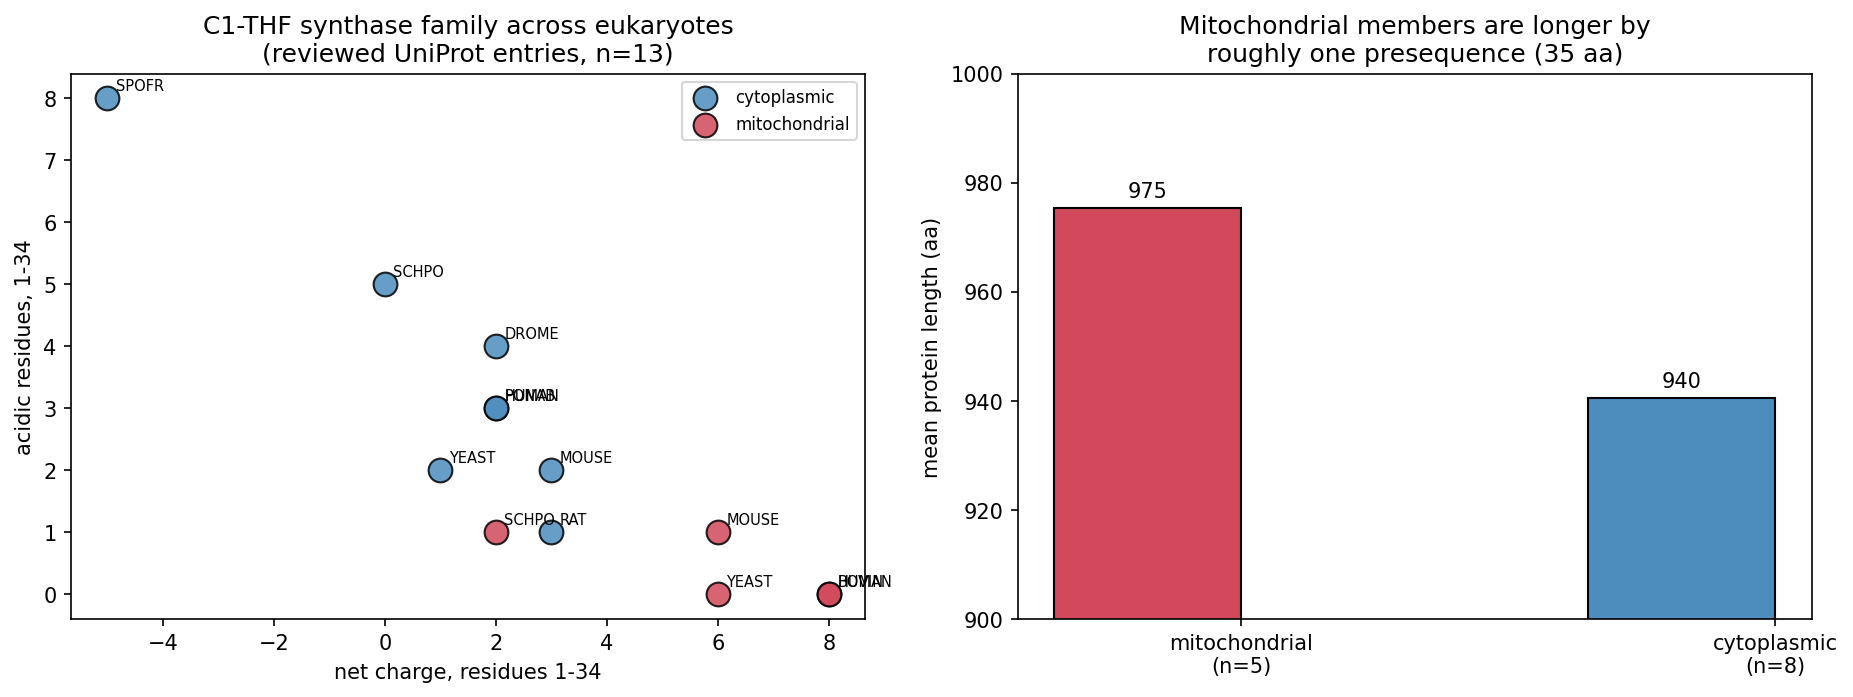 C1-THF synthase family across eukaryotes
(reviewed UniProt entries, n=13)
acidic residues, 1-34
8
7
6
5
4
3
2
1
0
SPOFR
cytoplasmic
mitochondrial
SCHPO
DROME
HUMAN
YEAST
MOUSE
SCHPO
RAT
MOUSE
YEAST
HUMAN
−4
−2
0
2
4
6
8
net charge, residues 1-34
Mitochondrial members are longer by
roughly one presequence (35 aa)
mean protein length (aa)
1000
980
960
940
920
900
975
940
mitochondrial
(n=5)
cytoplasmic
(n=8)